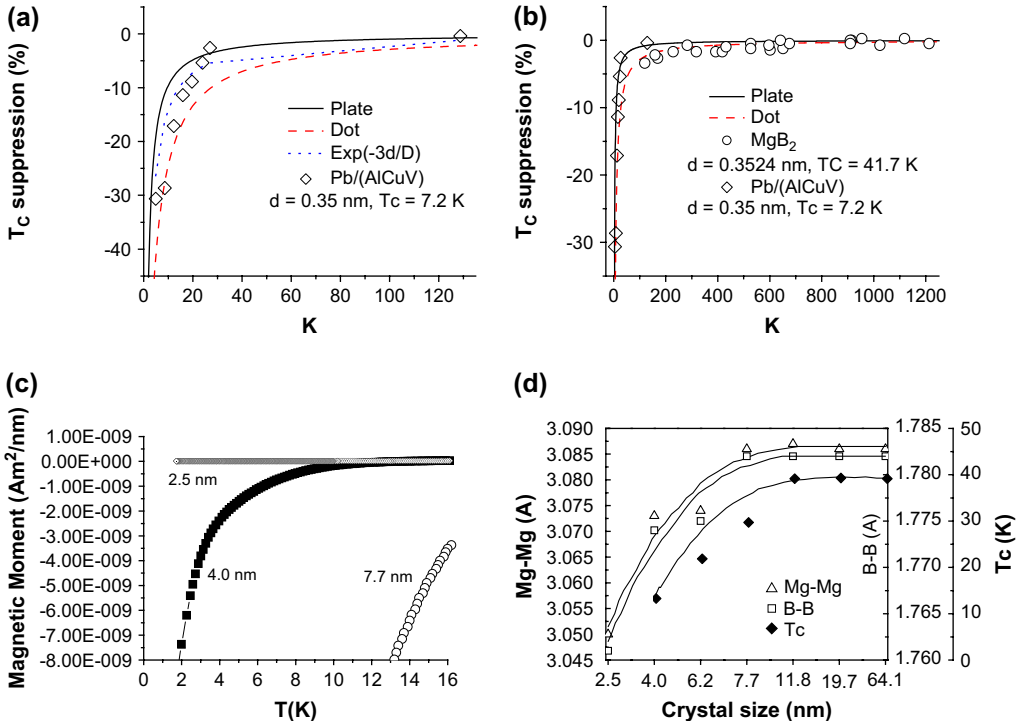 (a)
T_C suppression (%)
0
-10
-20
-30
-40
Plate
Dot
Exp(-3d/D)
Pb/(AlCuV)
d = 0.35 nm, Tc = 7.2 K
0 20 40 60 80 100 120
K
(b)
T_C suppression (%)
0
-10
-20
-30
Plate
Dot
MgB₂
d = 0.3524 nm, TC = 41.7 K
Pb/(AlCuV)
d = 0.35 nm, Tc = 7.2 K
0 200 400 600 800 1000 1200
K
(c)
Magnetic Moment (Am²/nm)
1.00E-009
0.00E+000
-1.00E-009
-2.00E-009
-3.00E-009
-4.00E-009
-5.00E-009
-6.00E-009
-7.00E-009
-8.00E-009
2.5 nm
4.0 nm
7.7 nm
0 2 4 6 8 10 12 14 16
T(K)
(d)
Mg-Mg (A)
3.090
3.085
3.080
3.070
3.065
3.060
3.055
3.050
3.045
Mg-Mg
B-B
Tc
2.5 4.0 6.2 7.7 11.8 19.7 64.1
Crystal size (nm)
B-B (A)
1.785
1.780
1.775
1.770
1.765
1.760
Tc (K)
50
40
30
20
10
0